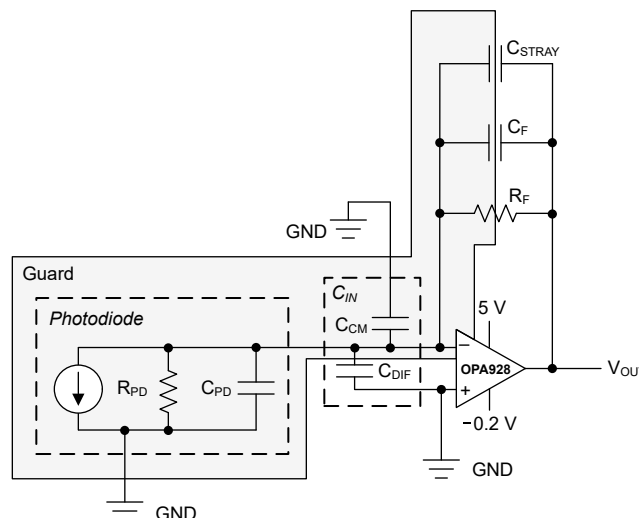 CSTRAY
CF
RF
GND
Guard
CIN
Photodiode
CCM
5 V
RPD
CPD
CDIF
−
OPA928
+
VOU
−0.2 V
GND
GND